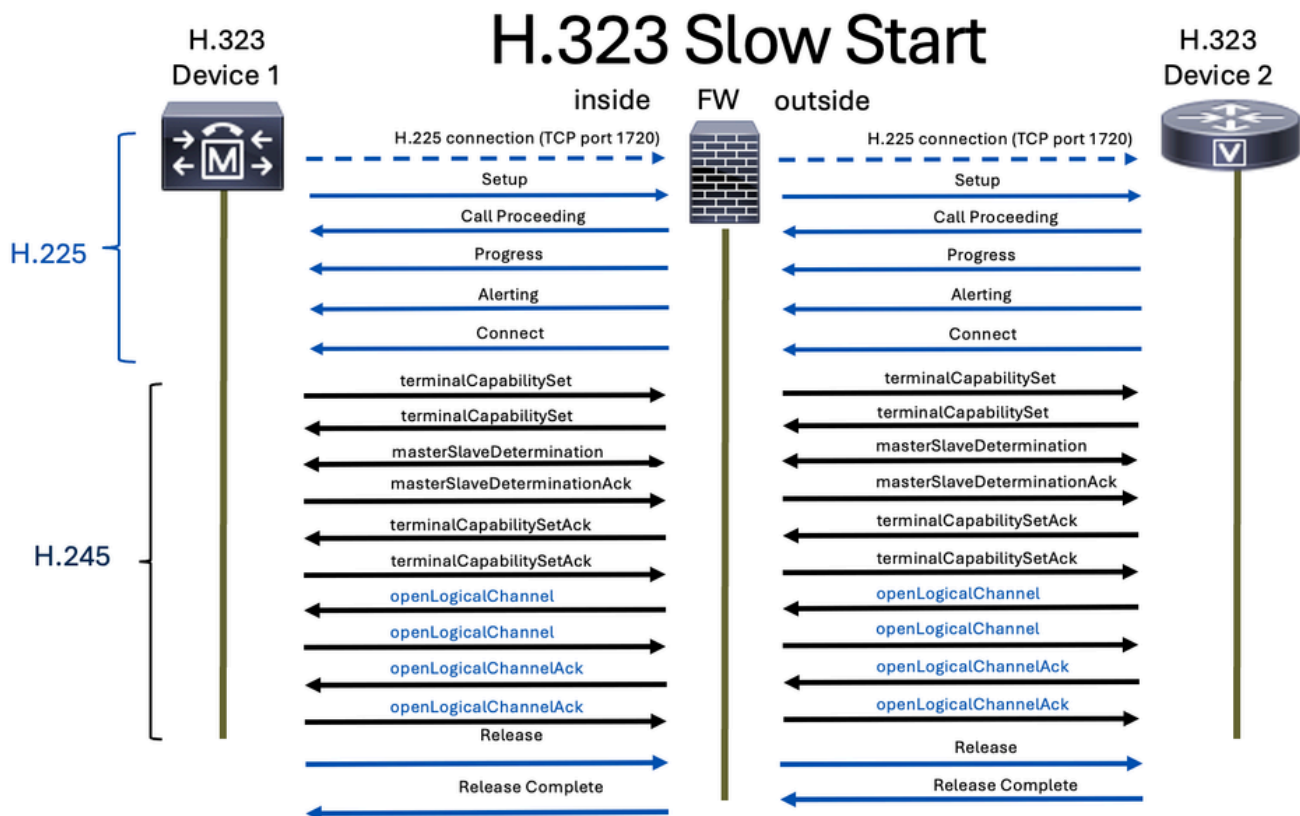 H.323 Slow Start
H.323
Device 1
H.323
Device 2
inside FW outside
H.225 connection (TCP port 1720) H.225 connection (TCP port 1720)
M
V
Setup Setup
Call Proceeding Call Proceeding
H.225
Progress Progress
Alerting Alerting
Connect Connect
terminalCapabilitySet terminalCapabilitySet
terminalCapabilitySet terminalCapabilitySet
masterSlaveDetermination masterSlaveDetermination
masterSlaveDeterminationAck masterSlaveDeterminationAck
terminalCapabilitySetAck terminalCapabilitySetAck
H.245
terminalCapabilitySetAck terminalCapabilitySetAck
openLogicalChannel openLogicalChannel
openLogicalChannel openLogicalChannel
openLogicalChannelAck openLogicalChannelAck
openLogicalChannelAck openLogicalChannelAck
Release Release
Release Complete Release Complete